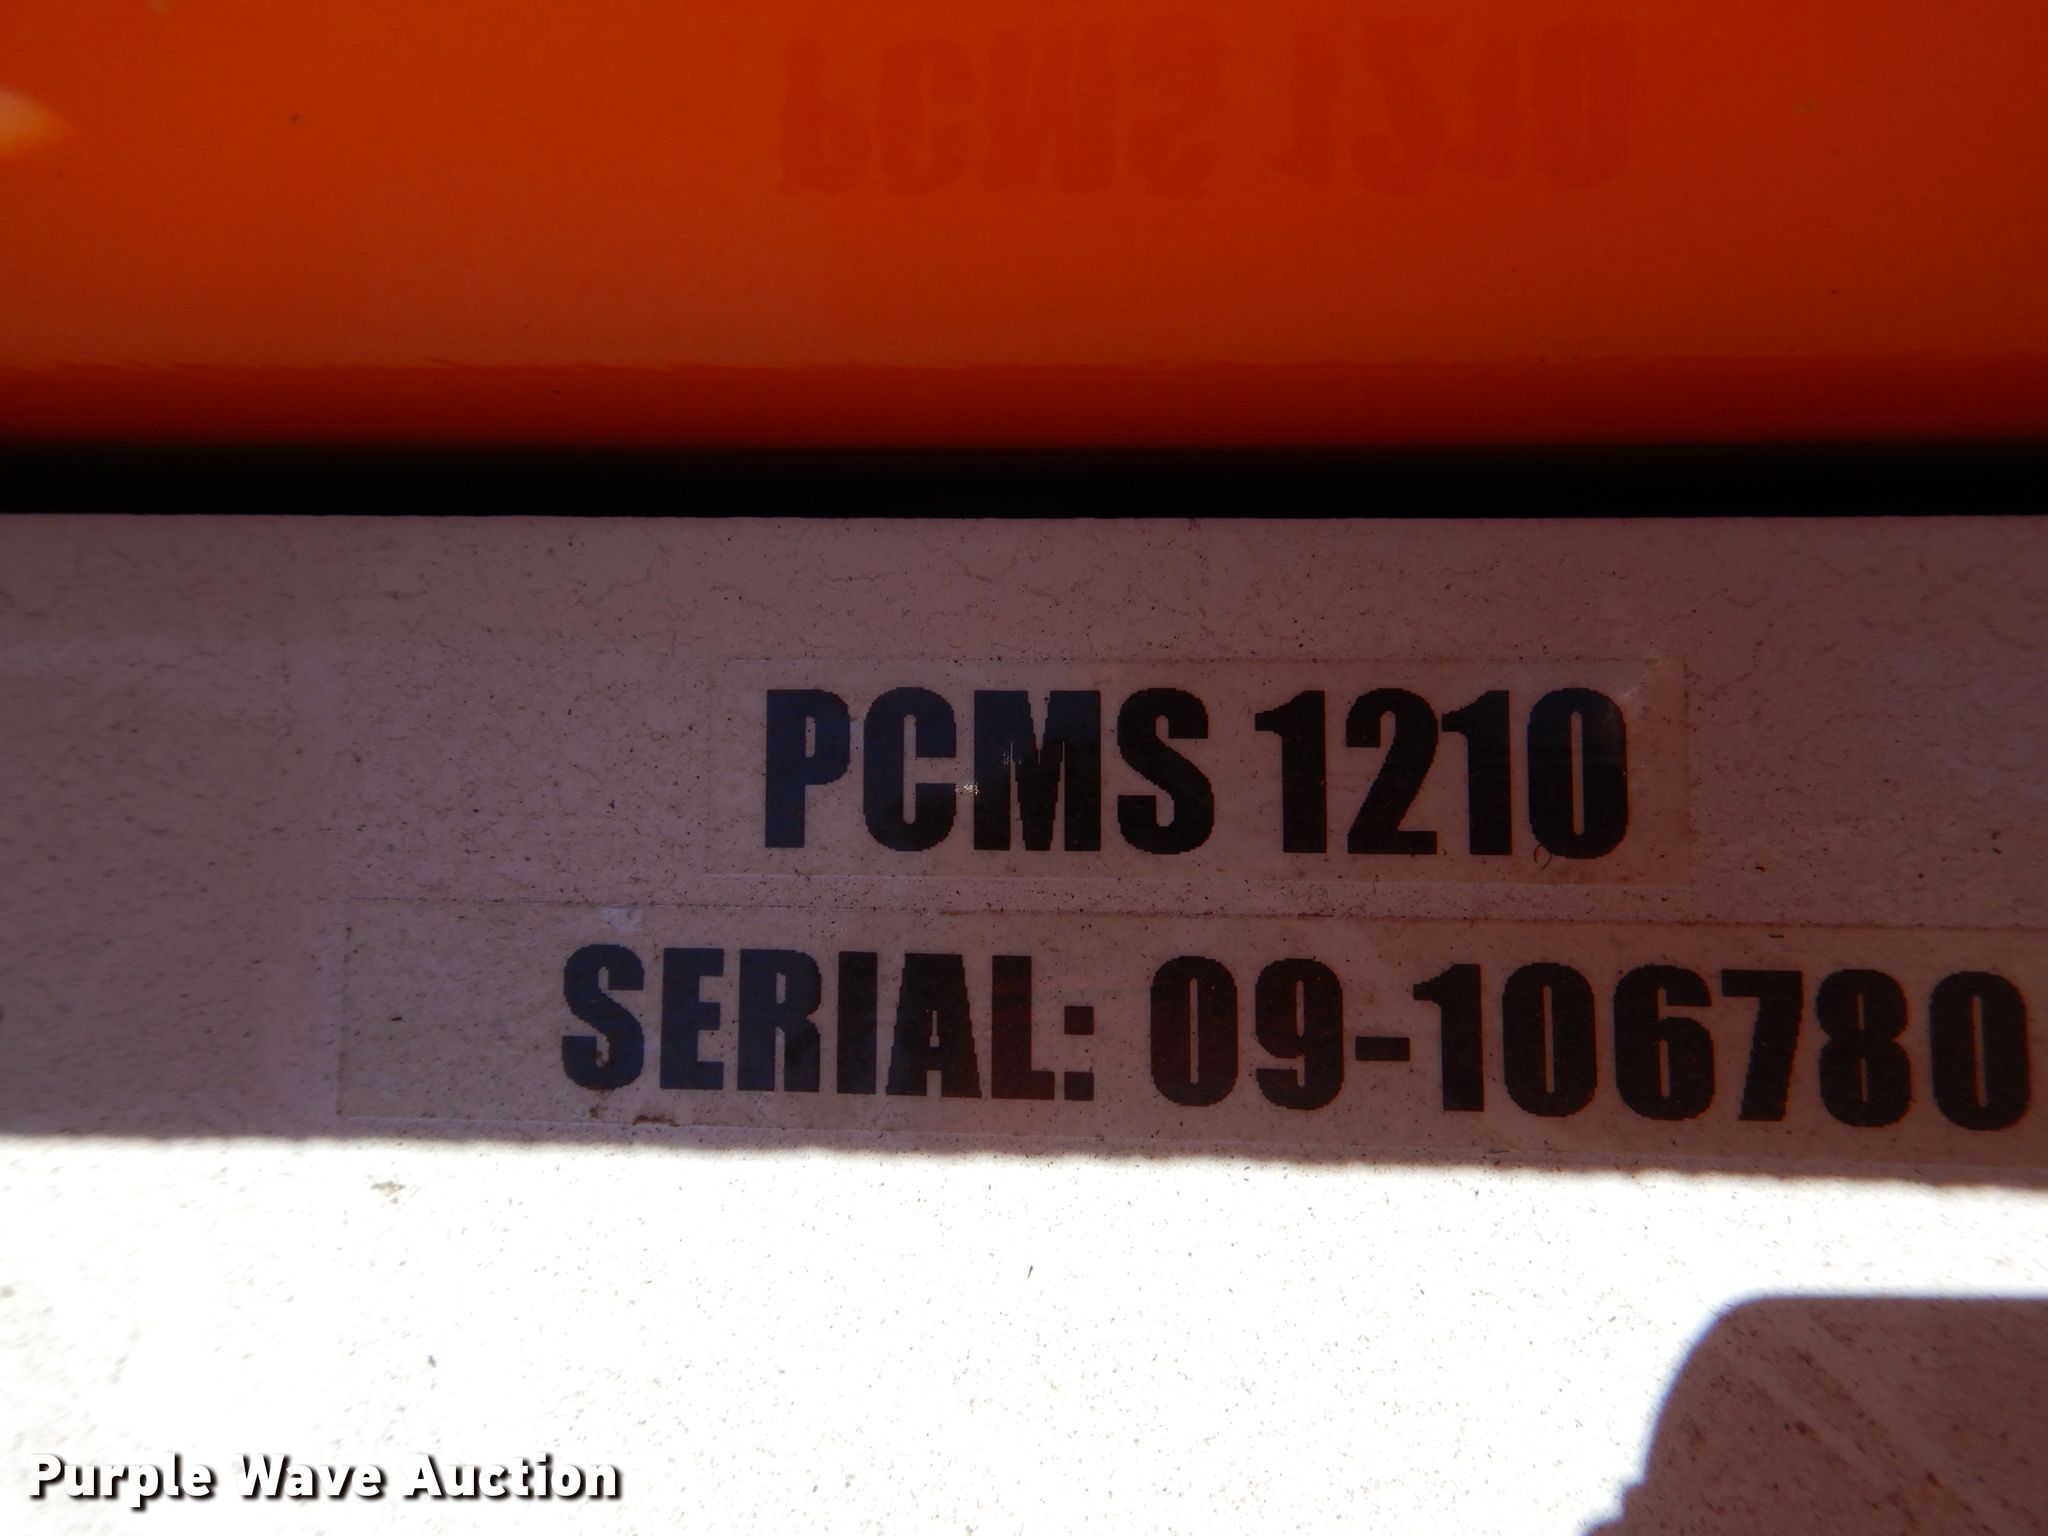 PCMS 1210
SERIAL: 09-106780
Purple Wave Auction